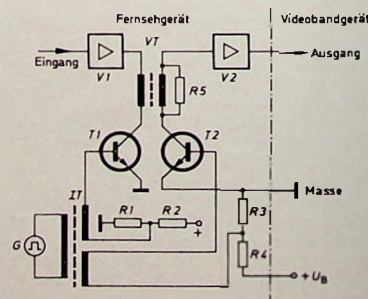 Fernsehgerät
Videobandgerät
VT
Eingang
V1
V2
Ausgang
R5
T1
T2
Masse
IT
R1
R2
R3
+
G
R4
+UB